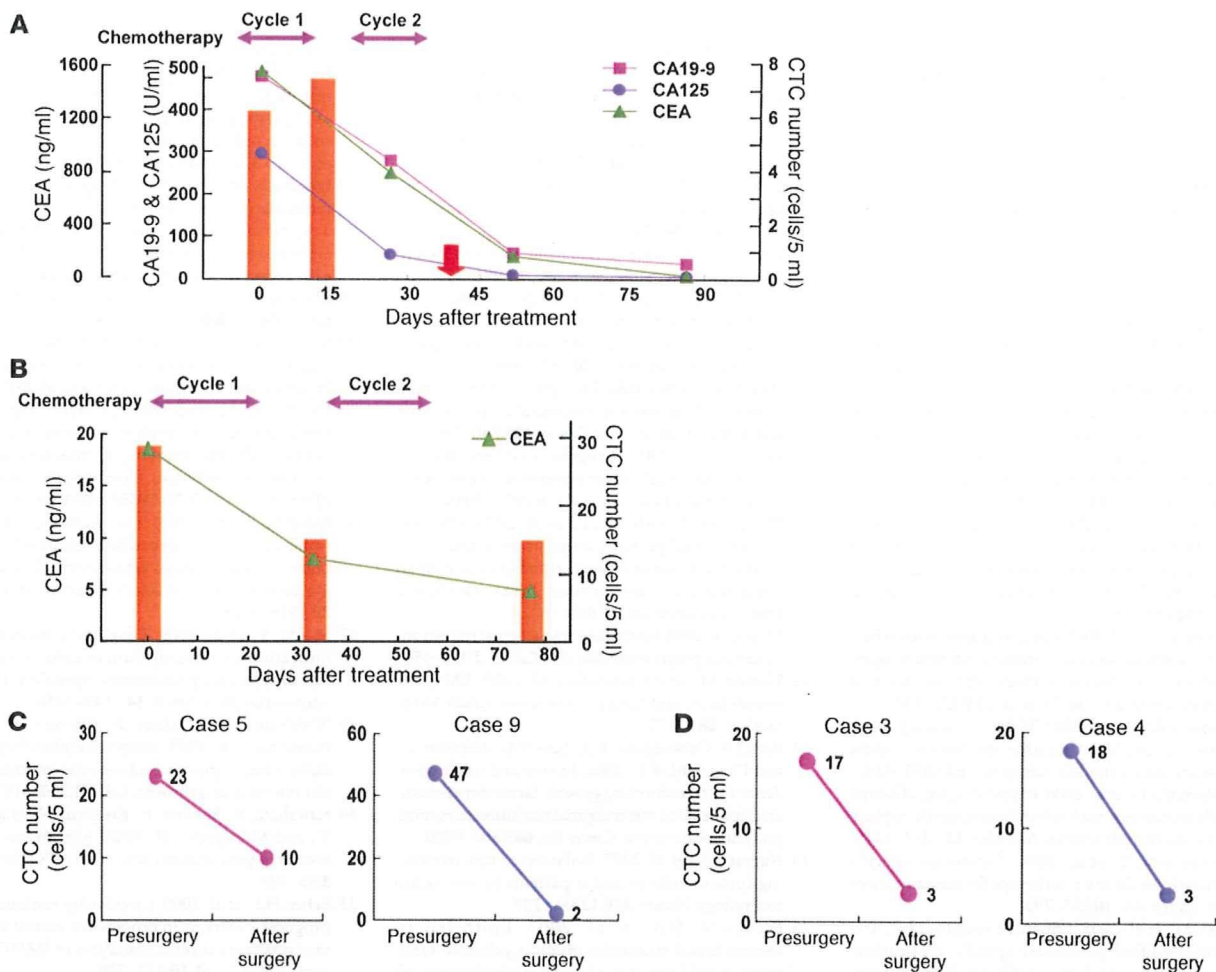 A
Chemotherapy
Cycle 1
Cycle 2
CEA (ng/ml)
1600
1200
800
400
0
CA19-9 & CA125 (U/ml)
500
400
300
200
100
0
CA19-9
CA125
CEA
CTC number (cells/5 ml)
8
7
6
5
4
2
1
0
0
15
30
45
60
75
90
Days after treatment
B
Chemotherapy
Cycle 1
Cycle 2
CEA (ng/ml)
20
15
10
5
0
CEA
CTC number (cells/5 ml)
30
20
10
0
0
10
20
30
40
50
60
70
80
Days after treatment
C
Case 5
CTC number
(cells/5 ml)
30
20
10
0
23
10
Presurgery
After
surgery
Case 9
60
40
20
0
47
2
Presurgery
After
surgery
D
Case 3
CTC number
(cells/5 ml)
20
10
0
17
3
Presurgery
After
surgery
Case 4
20
10
0
18
3
Presurgery
After
surgery